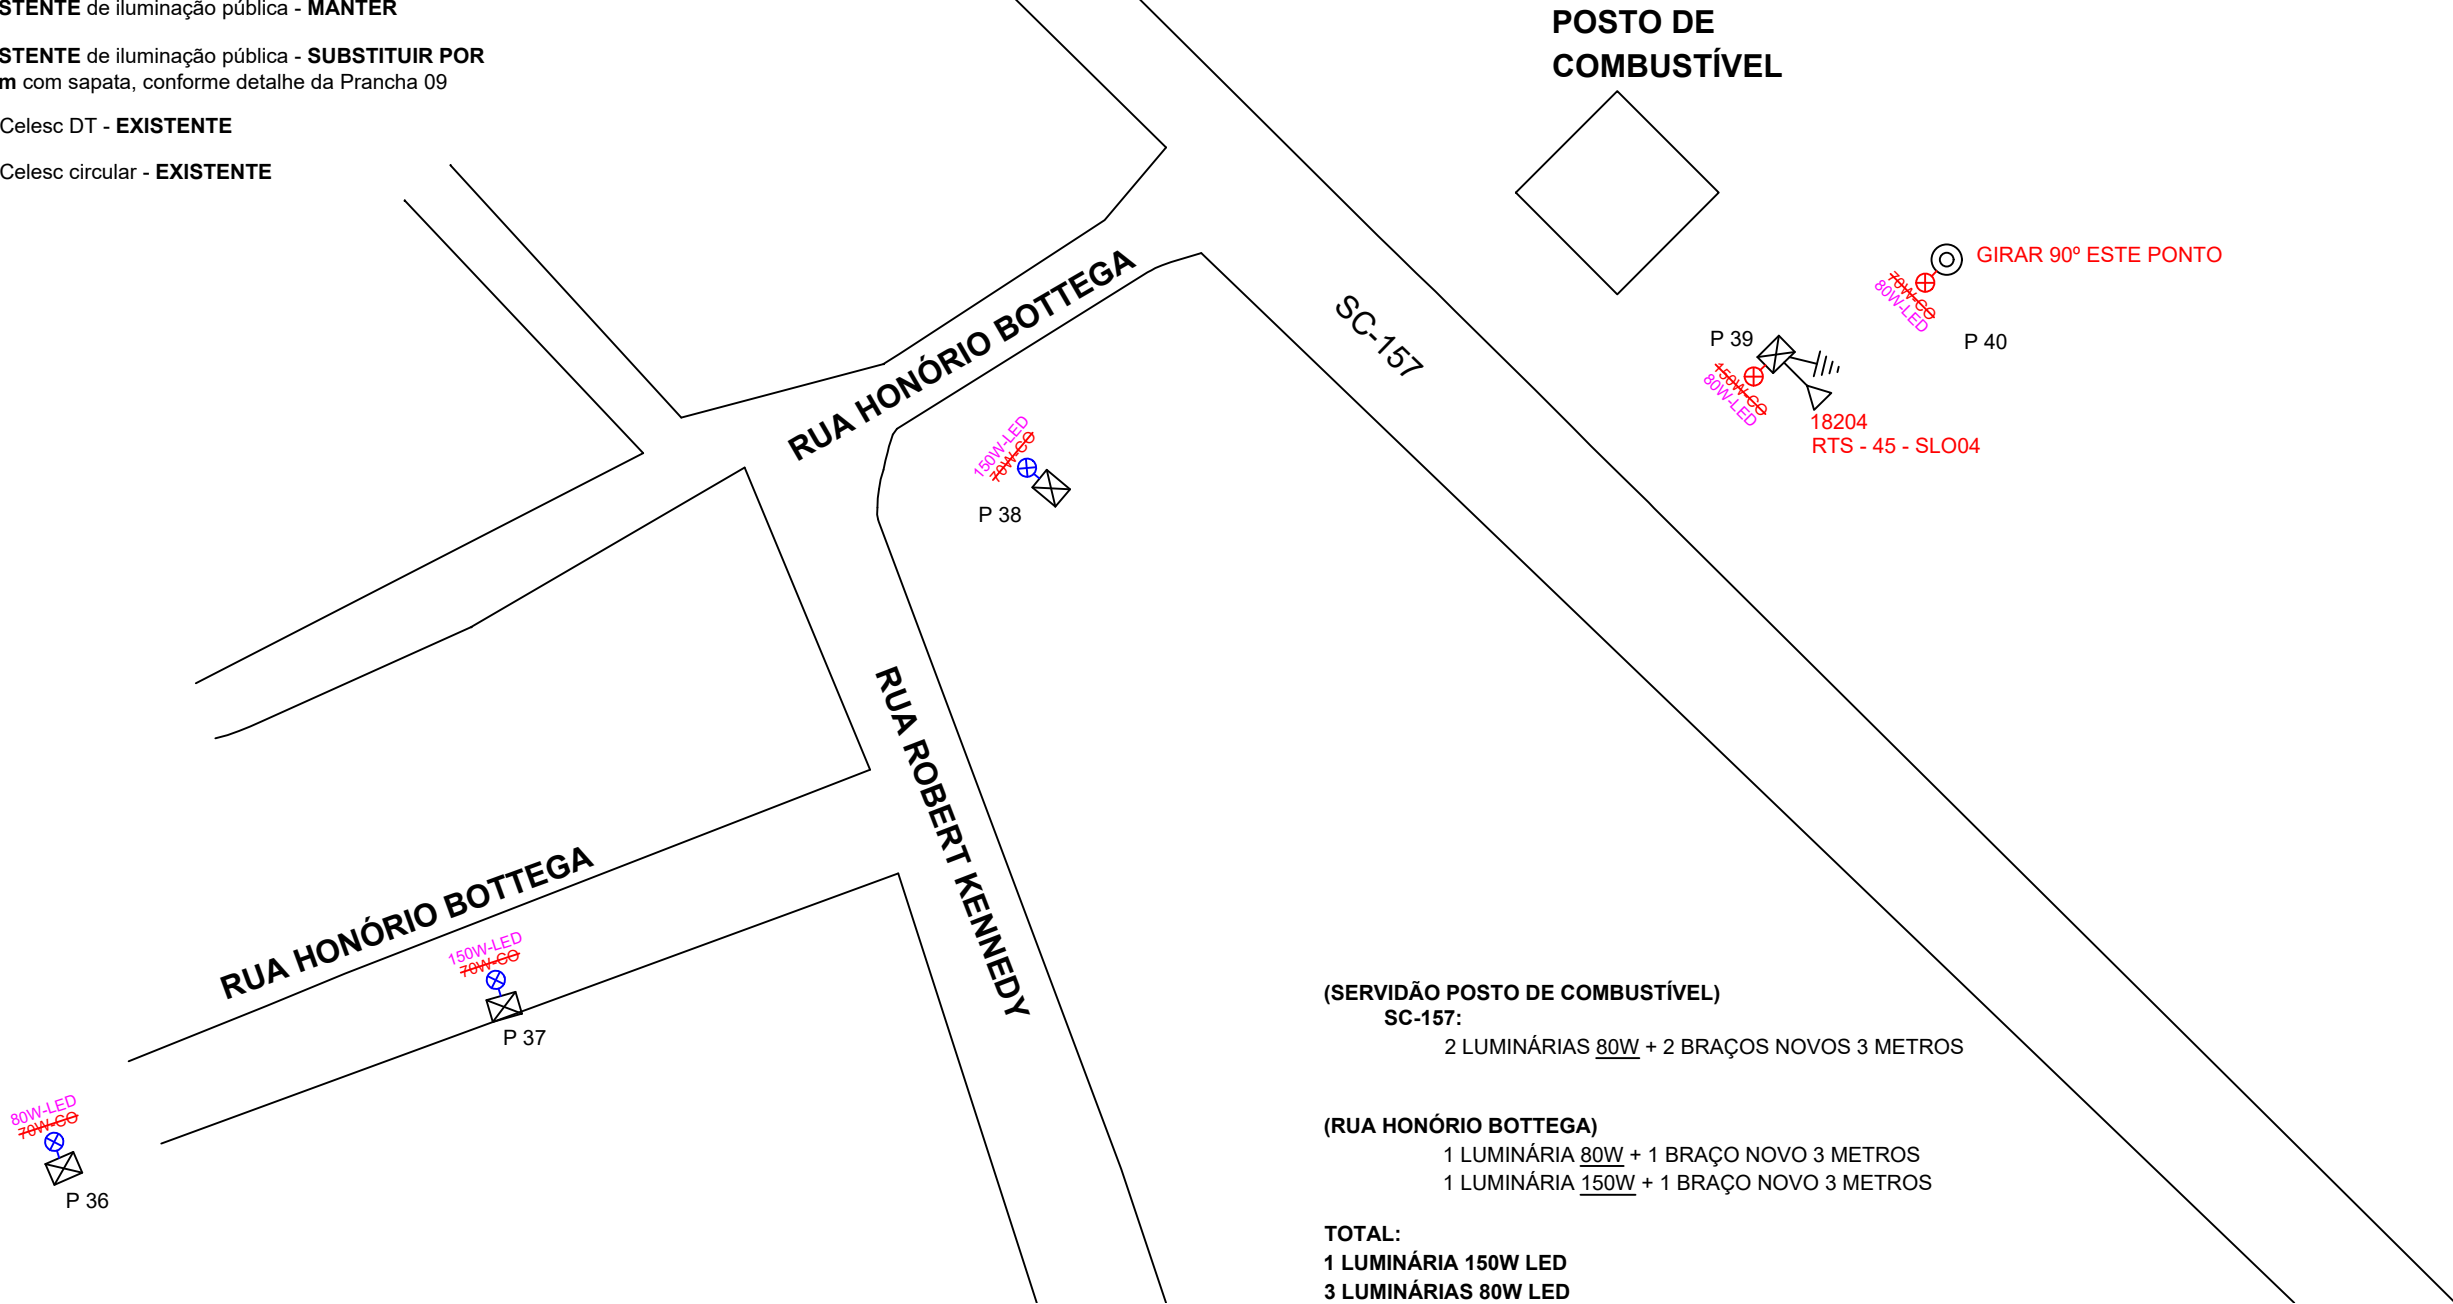 STENTE de iluminação pública - MANTER
STENTE de iluminação pública - SUBSTITUIR POR
m com sapata, conforme detalhe da Prancha 09
Celesc DT - EXISTENTE
Celesc circular - EXISTENTE
POSTO DE
COMBUSTÍVEL
GIRAR 90º ESTE PONTO
70W-CO
80W-LED
P 40
P 39
150W-CO
80W-LED
18204
RTS - 45 - SLO04
SC-157
RUA HONÓRIO BOTTEGA
150W-LED
70W-CO
P 38
RUA ROBERT KENNEDY
RUA HONÓRIO BOTTEGA
150W-LED
70W-CO
P 37
80W-LED
70W-CO
P 36
(SERVIDÃO POSTO DE COMBUSTÍVEL)
SC-157:
2 LUMINÁRIAS 80W + 2 BRAÇOS NOVOS 3 METROS
(RUA HONÓRIO BOTTEGA)
1 LUMINÁRIA 80W + 1 BRAÇO NOVO 3 METROS
1 LUMINÁRIA 150W + 1 BRAÇO NOVO 3 METROS
TOTAL:
1 LUMINÁRIA 150W LED
3 LUMINÁRIAS 80W LED